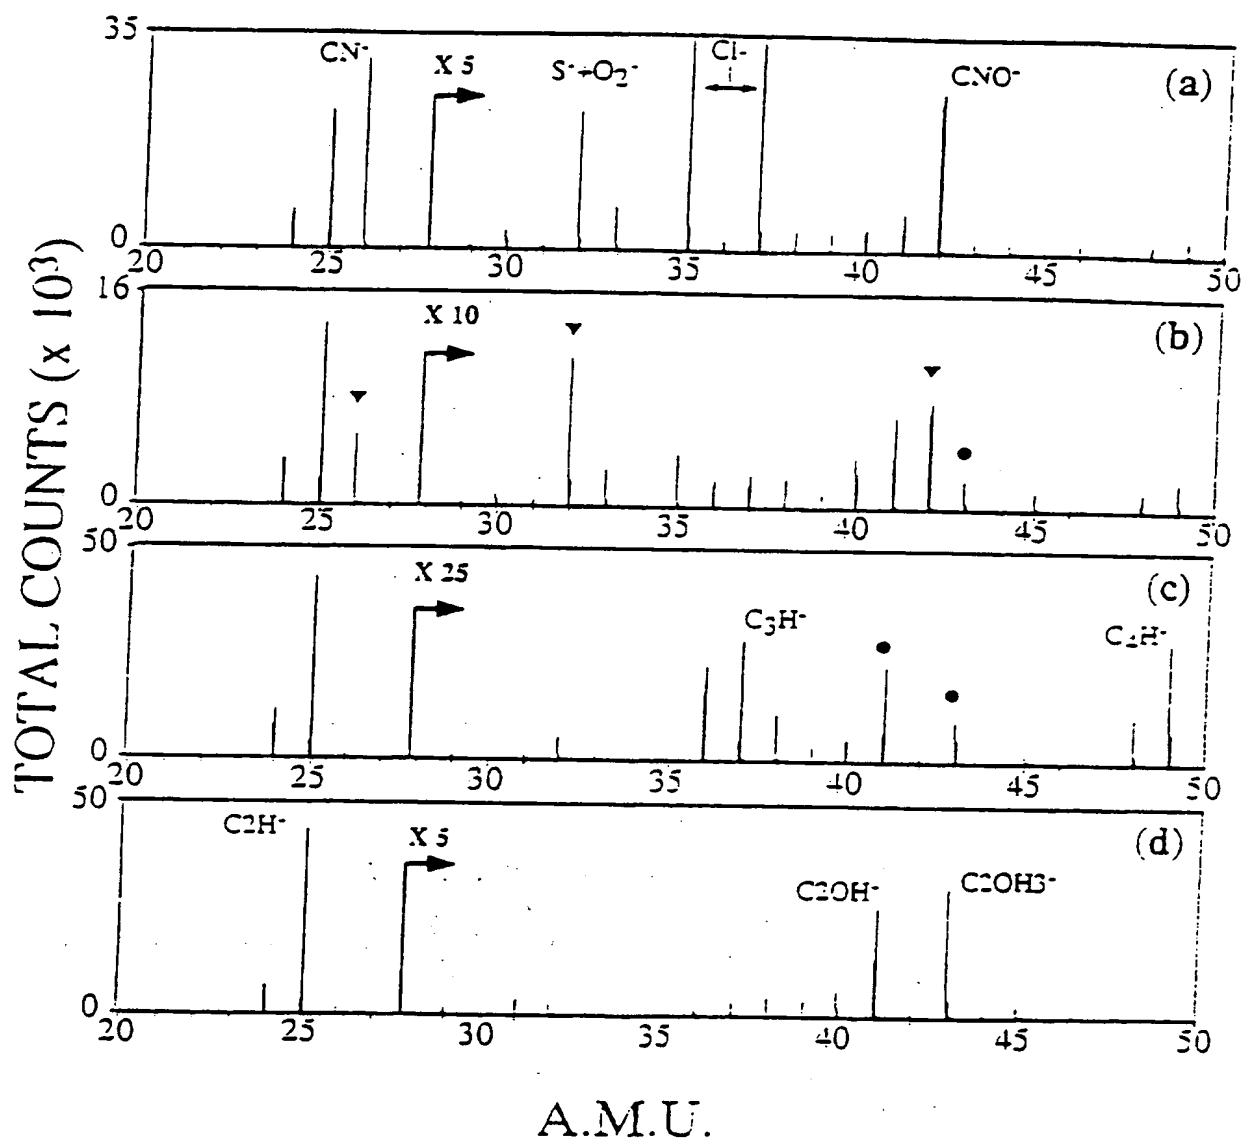 TOTAL COUNTS (x 10³)
35
CN⁻
X 5
S⁻+O₂⁻
Cl⁻
CNO⁻
(a)
0
20 25 30 35 40 45 50
16
X 10
(b)
0
20 25 30 35 40 45 50
50
X 25
C₃H⁻
C₄H⁻
(c)
0
20 25 30 35 40 45 50
50
C2H⁻
X 5
C2OH⁻
C2OH3⁻
(d)
0
20 25 30 35 40 45 50
A.M.U.